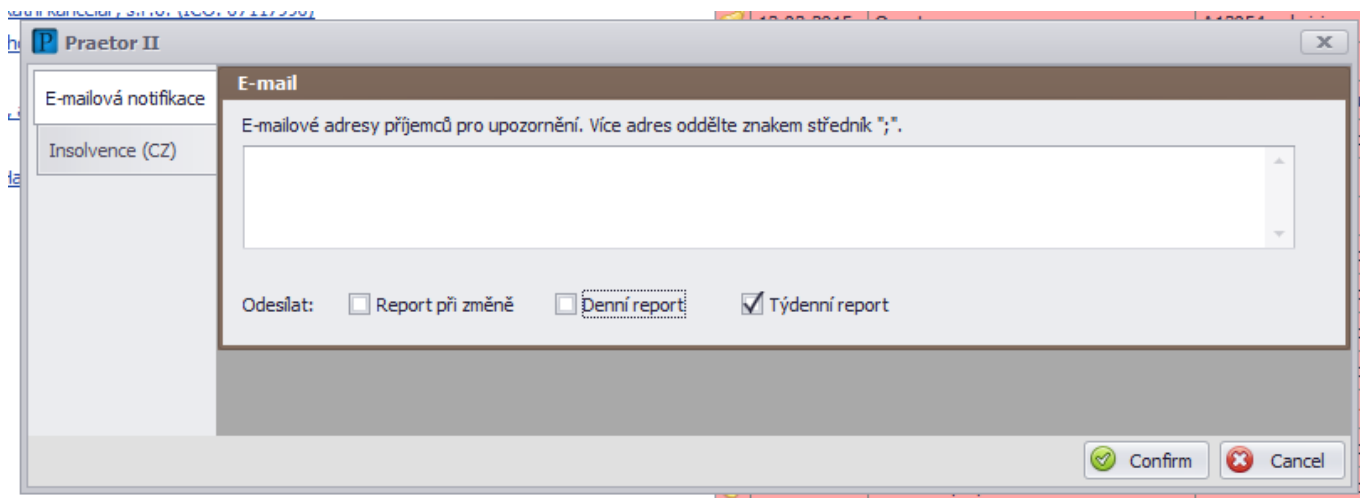 Praetor II
E-mailová notifikace
Insolvence (CZ)
E-mail
E-mailové adresy příjemců pro upozornění. Více adres oddělte znakem středník ";".
Odesílat: Report při změně Denní report Týdenní report
Confirm Cancel